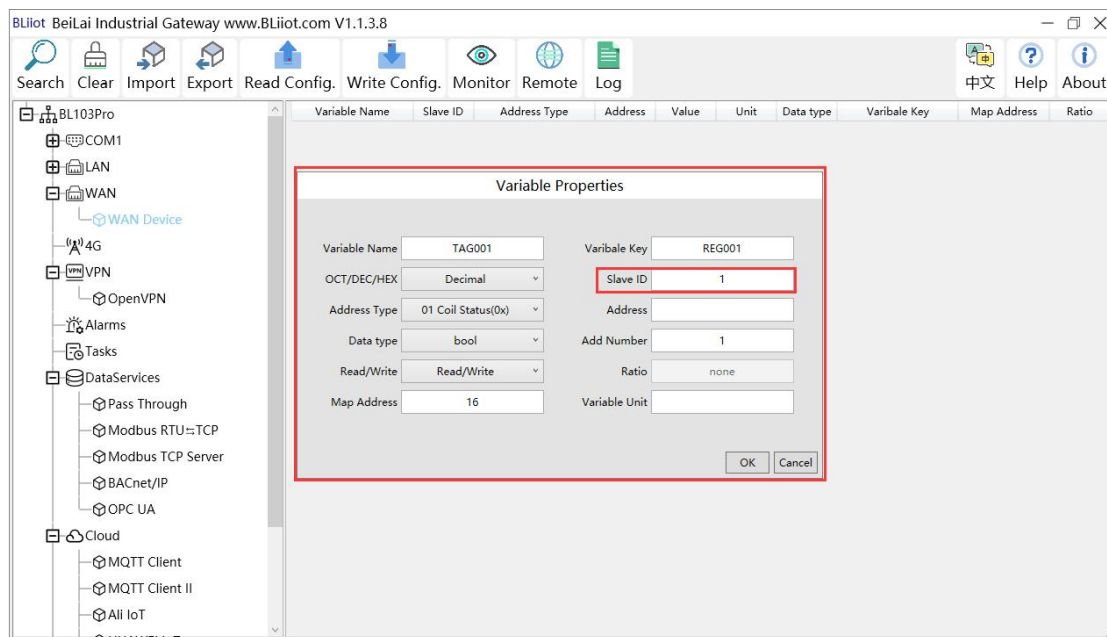 BLiiot BeiLai Industrial Gateway www.BLiiot.com V1.1.3.8
Search Clear Import Export Read Config. Write Config. Monitor Remote Log 中文 Help About
BL103Pro
COM1
LAN
WAN
WAN Device
4G
VPN
OpenVPN
Alarms
Tasks
DataServices
Pass Through
Modbus RTU⇆TCP
Modbus TCP Server
BACnet/IP
OPC UA
Cloud
MQTT Client
MQTT Client II
Ali IoT
Variable Name Slave ID Address Type Address Value Unit Data type Varibale Key Map Address Ratio
Variable Properties
Variable Name TAG001 Varibale Key REG001
OCT/DEC/HEX Decimal Slave ID 1
Address Type 01 Coil Status(0x) Address
Data type bool Add Number 1
Read/Write Read/Write Ratio none
Map Address 16 Variable Unit
OK Cancel